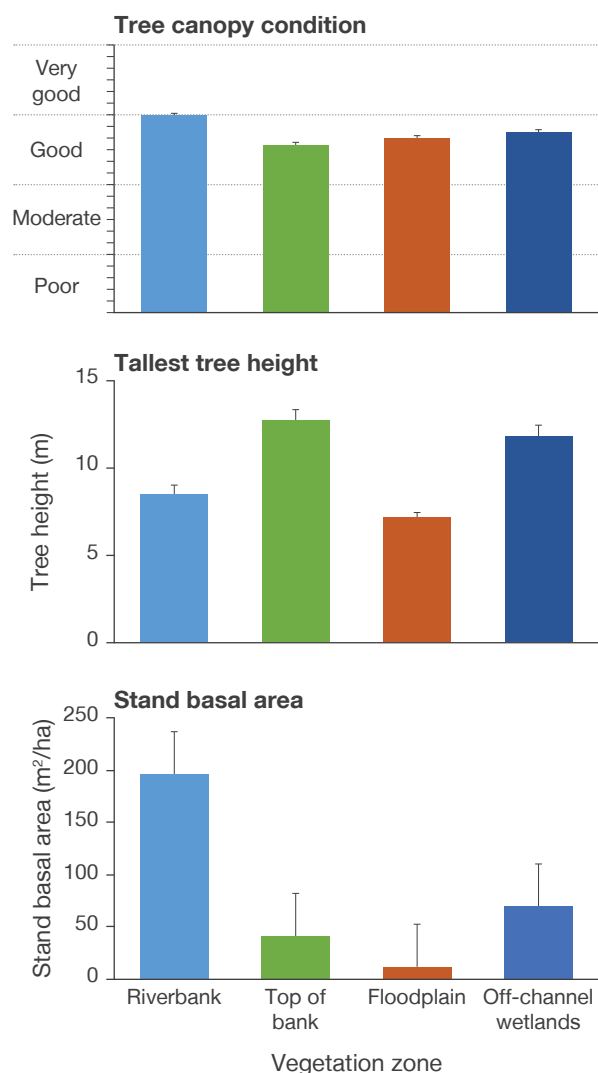 Tree canopy condition
Very
good
Good
Moderate
Poor
Tallest tree height
Tree height (m)
15
10
5
0
Stand basal area
Stand basal area (m²/ha)
250
200
150
100
50
0
Riverbank
Top of
bank
Floodplain
Off-channel
wetlands
Vegetation zone